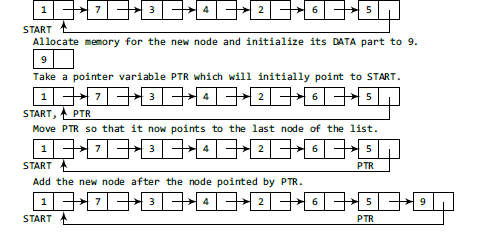 1 7 3 4 2 6 5
START
Allocate memory for the new node and initialize its DATA part to 9.
9
Take a pointer variable PTR which will initially point to START.
1 7 3 4 2 6 5
START, PTR
Move PTR so that it now points to the last node of the list.
1 7 3 4 2 6 5
START PTR
Add the new node after the node pointed by PTR.
1 7 3 4 2 6 5 9
START PTR